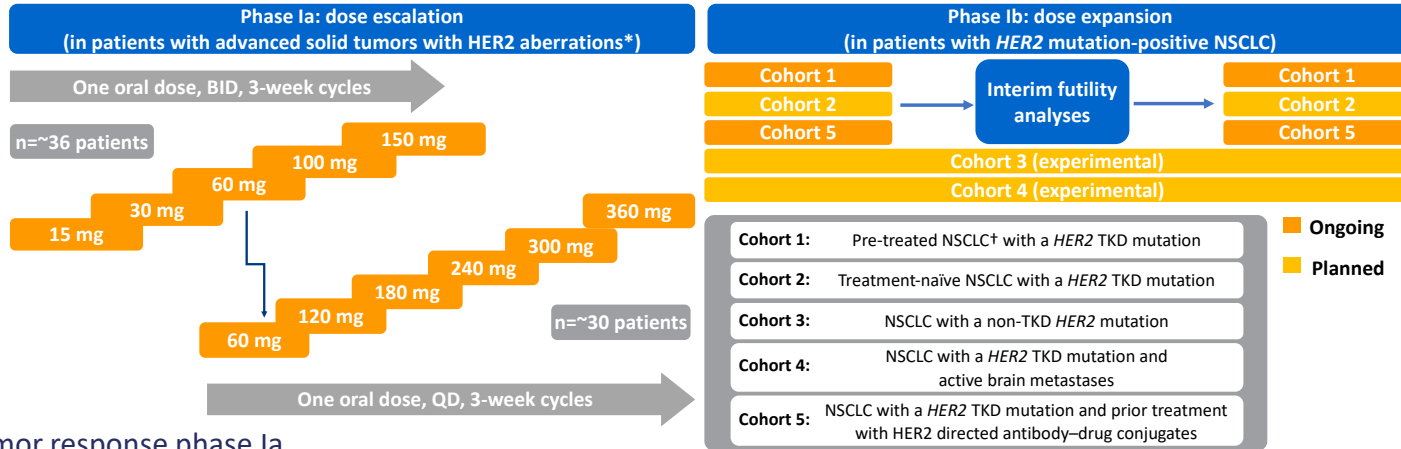 Phase Ia: dose escalation
(in patients with advanced solid tumors with HER2 aberrations*)
One oral dose, BID, 3-week cycles
n=~36 patients
150 mg
100 mg
60 mg
30 mg
15 mg
360 mg
300 mg
240 mg
180 mg
120 mg
60 mg
n=~30 patients
One oral dose, QD, 3-week cycles
response phase Ia
Phase Ib: dose expansion
(in patients with HER2 mutation-positive NSCLC)
Cohort 1
Cohort 2
Cohort 5
Interim futility
analyses
Cohort 1
Cohort 2
Cohort 5
Cohort 3 (experimental)
Cohort 4 (experimental)
Cohort 1: Pre-treated NSCLC† with a HER2 TKD mutation
Cohort 2: Treatment-naïve NSCLC with a HER2 TKD mutation
Cohort 3: NSCLC with a non-TKD HER2 mutation
Cohort 4: NSCLC with a HER2 TKD mutation and
active brain metastases
Cohort 5: NSCLC with a HER2 TKD mutation and prior treatment
with HER2 directed antibody–drug conjugates
Ongoing
Planned